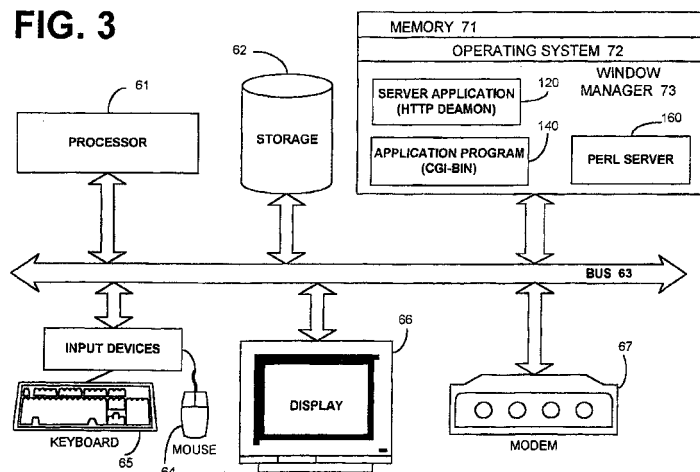 FIG. 3
MEMORY 71
OPERATING SYSTEM 72
WINDOW
MANAGER 73
SERVER APPLICATION
(HTTP DEAMON)
120
APPLICATION PROGRAM
(CGI-BIN)
140
PERL SERVER
160
61
PROCESSOR
62
STORAGE
BUS 63
INPUT DEVICES
KEYBOARD
65
MOUSE
64
DISPLAY
66
MODEM
67